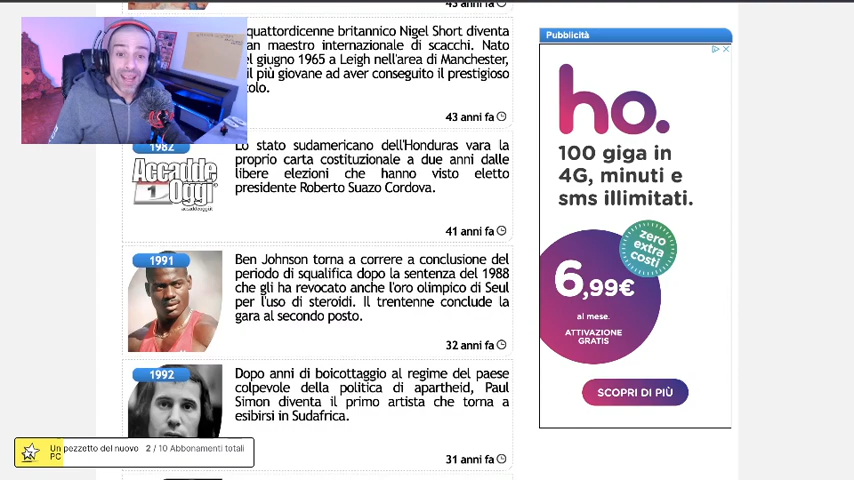 43 anni fa
quattordicenne britannico Nigel Short diventa
an maestro internazionale di scacchi. Nato
el giugno 1965 a Leigh nell'area di Manchester,
il più giovane ad aver conseguito il prestigioso
olo.
43 anni fa
1982
Accadde
Oggi
1
accaddeoggi.it
Lo stato sudamericano dell'Honduras vara la
proprio carta costituzionale a due anni dalle
libere elezioni che hanno visto eletto
presidente Roberto Suazo Cordova.
41 anni fa
1991
Ben Johnson torna a correre a conclusione del
periodo di squalifica dopo la sentenza del 1988
che gli ha revocato anche l'oro olimpico di Seul
per l'uso di steroidi. Il trentenne conclude la
gara al secondo posto.
32 anni fa
1992
Dopo anni di boicottaggio al regime del paese
colpevole della politica di apartheid, Paul
Simon diventa il primo artista che torna a
esibirsi in Sudafrica.
31 anni fa
Un pezzetto del nuovo 2 / 10 Abbonamenti totali
PC
Pubblicità
ho.
100 giga in
4G, minuti e
sms illimitati.
zero
extra
costi
6,99€
al mese.
ATTIVAZIONE
GRATIS
SCOPRI DI PIÙ